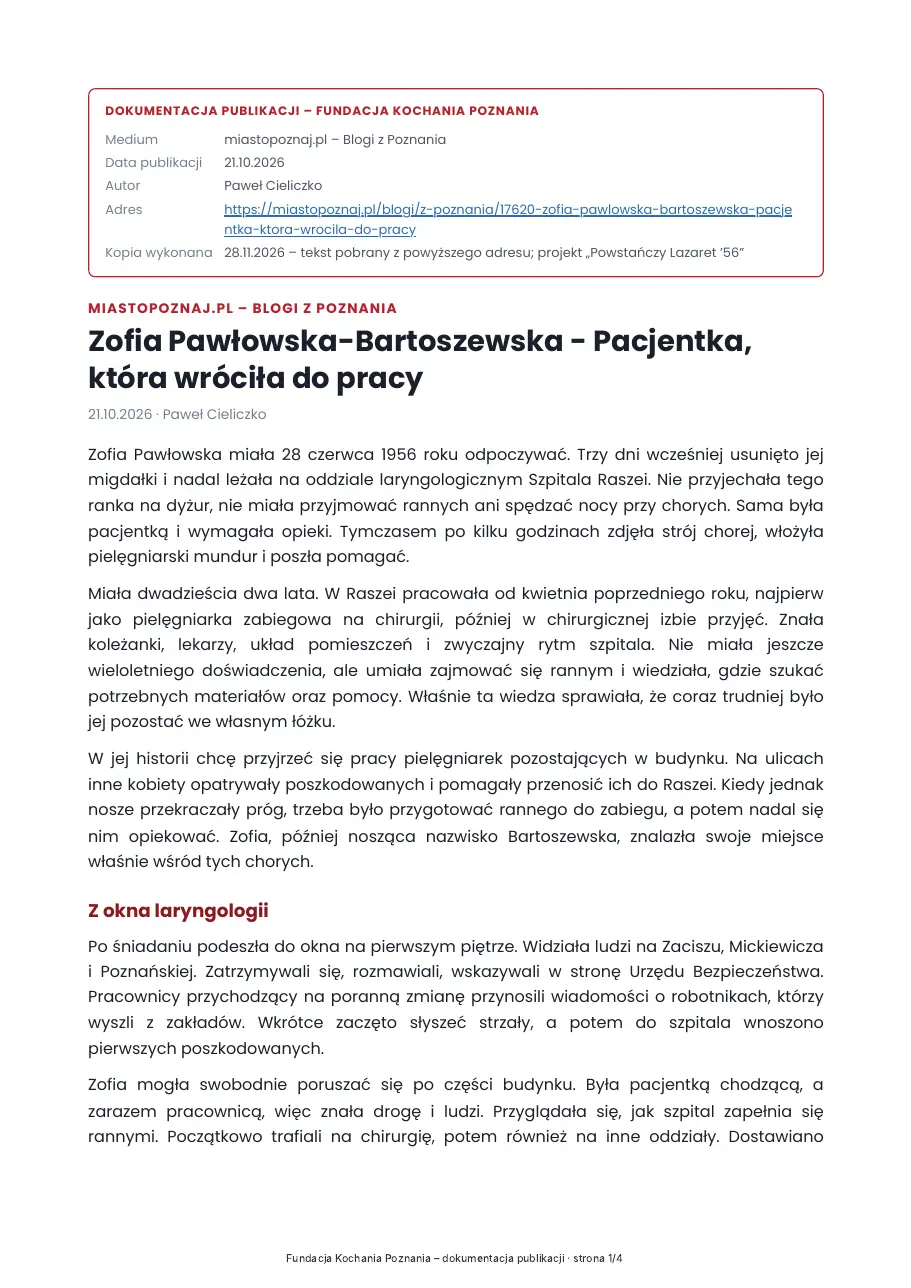 DOKUMENTACJA PUBLIKACJI – FUNDACJA KOCHANIA POZNANIA
Medium miastopoznaj.pl – Blogi z Poznania
Data publikacji 21.10.2026
Autor Paweł Cieliczko
Adres https://miastopoznaj.pl/blogi/z-poznania/17620-zofia-pawlowska-bartoszewska-pacje
ntka-ktora-wrocila-do-pracy
Kopia wykonana 28.11.2026 – tekst pobrany z powyższego adresu; projekt „Powstańczy Lazaret ’56”
MIASTOPOZNAJ.PL – BLOGI Z POZNANIA
Zofia Pawłowska-Bartoszewska - Pacjentka,
która wróciła do pracy
21.10.2026 · Paweł Cieliczko
Zofia Pawłowska miała 28 czerwca 1956 roku odpoczywać. Trzy dni wcześniej usunięto jej
migdałki i nadal leżała na oddziale laryngologicznym Szpitala Raszei. Nie przyjechała tego
ranka na dyżur, nie miała przyjmować rannych ani spędzać nocy przy chorych. Sama była
pacjentką i wymagała opieki. Tymczasem po kilku godzinach zdjęła strój chorej, włożyła
pielęgniarski mundur i poszła pomagać.
Miała dwadzieścia dwa lata. W Raszei pracowała od kwietnia poprzedniego roku, najpierw
jako pielęgniarka zabiegowa na chirurgii, później w chirurgicznej izbie przyjęć. Znała
koleżanki, lekarzy, układ pomieszczeń i zwyczajny rytm szpitala. Nie miała jeszcze
wieloletniego doświadczenia, ale umiała zajmować się rannym i wiedziała, gdzie szukać
potrzebnych materiałów oraz pomocy. Właśnie ta wiedza sprawiała, że coraz trudniej było
jej pozostać we własnym łóżku.
W jej historii chcę przyjrzeć się pracy pielęgniarek pozostających w budynku. Na ulicach
inne kobiety opatrywały poszkodowanych i pomagały przenosić ich do Raszei. Kiedy jednak
nosze przekraczały próg, trzeba było przygotować rannego do zabiegu, a potem nadal się
nim opiekować. Zofia, później nosząca nazwisko Bartoszewska, znalazła swoje miejsce
właśnie wśród tych chorych.
Z okna laryngologii
Po śniadaniu podeszła do okna na pierwszym piętrze. Widziała ludzi na Zaciszu, Mickiewicza
i Poznańskiej. Zatrzymywali się, rozmawiali, wskazywali w stronę Urzędu Bezpieczeństwa.
Pracownicy przychodzący na poranną zmianę przynosili wiadomości o robotnikach, którzy
wyszli z zakładów. Wkrótce zaczęto słyszeć strzały, a potem do szpitala wnoszono
pierwszych poszkodowanych.
Zofia mogła swobodnie poruszać się po części budynku. Była pacjentką chodzącą, a
zarazem pracownicą, więc znała drogę i ludzi. Przyglądała się, jak szpital zapełnia się
rannymi. Początkowo trafiali na chirurgię, potem również na inne oddziały. Dostawiano
Fundacja Kochania Poznania – dokumentacja publikacji · strona 1/4